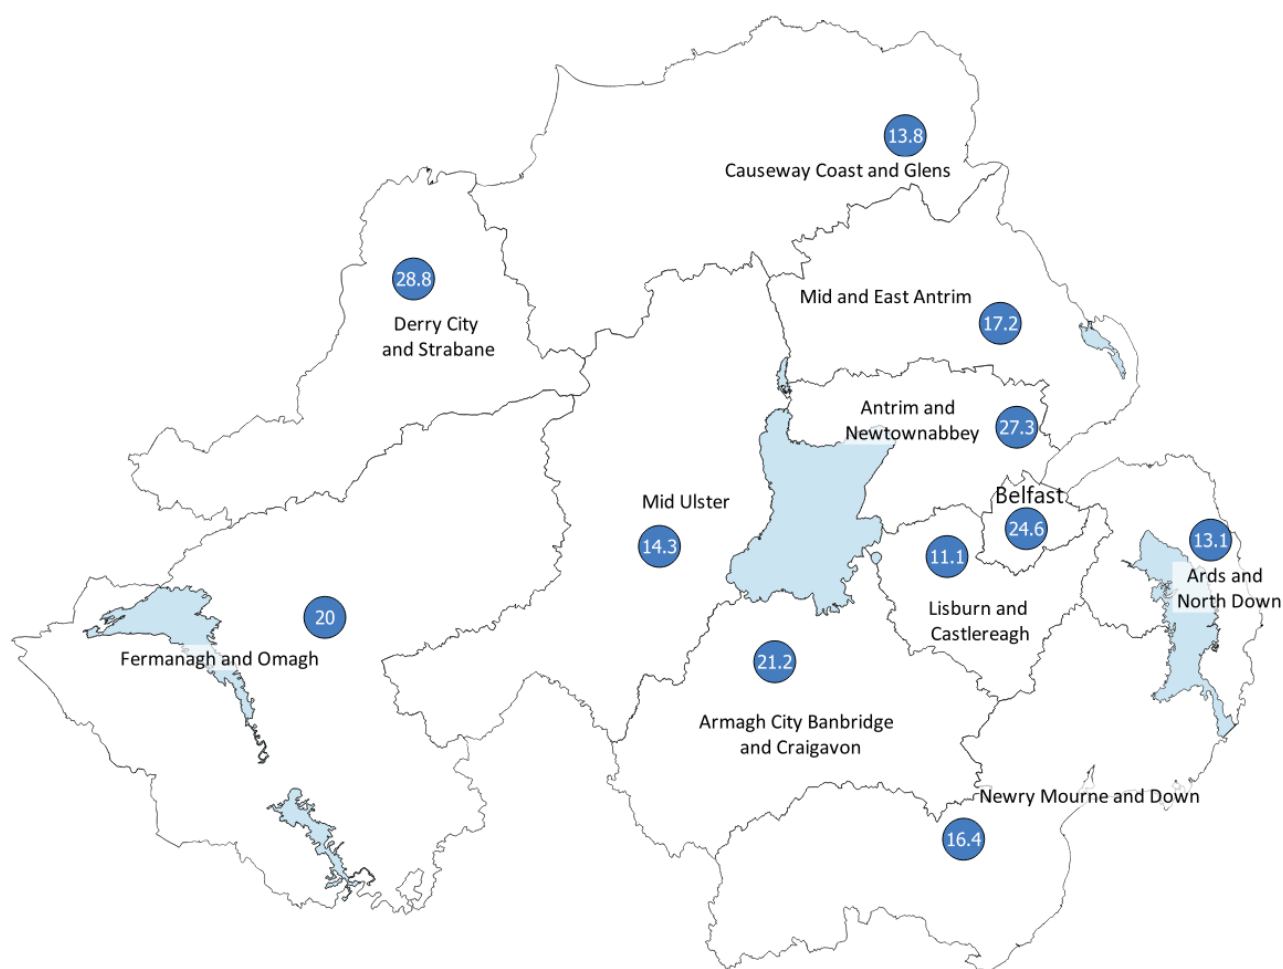 13.8
Causeway Coast and Glens
28.8
Derry City
and Strabane
Mid and East Antrim
17.2
Antrim and
Newtownabbey
27.3
Belfast
24.6
Mid Ulster
14.3
11.1
Lisburn and
Castlereagh
13.1
Ards and
North Down
20
Fermanagh and Omagh
21.2
Armagh City Banbridge
and Craigavon
Newry Mourne and Down
16.4